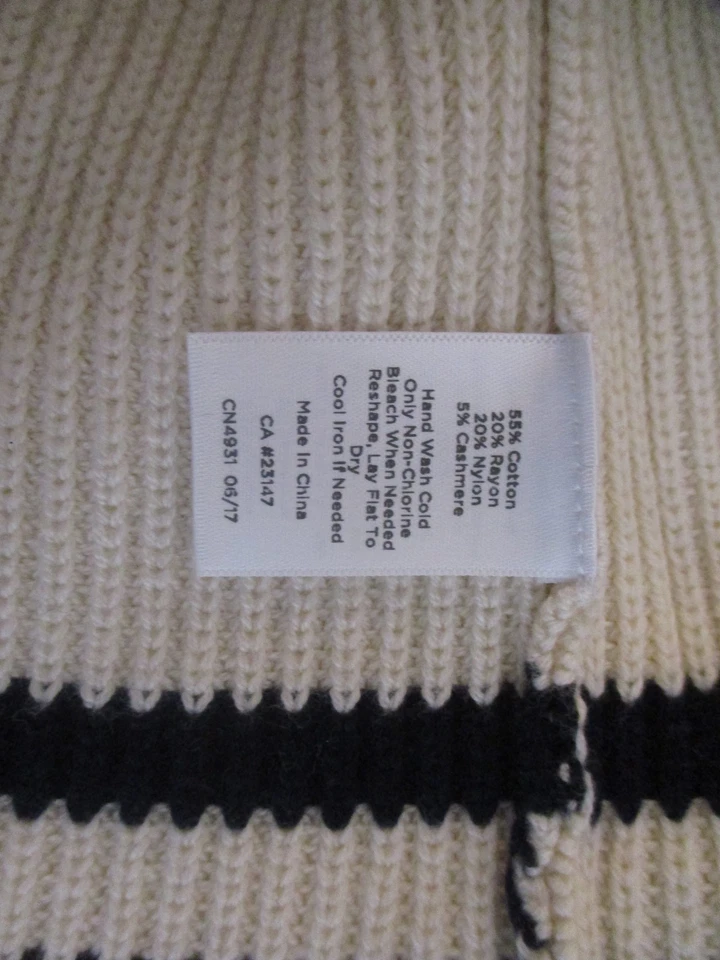 55% Cotton
20% Rayon
20% Nylon
5% Cashmere
Hand Wash Cold
Only Non-Chlorine
Bleach When Needed
Reshape, Lay Flat To
Dry
Cool Iron If Needed
Made In China
CA #23147
CN4931 06/17